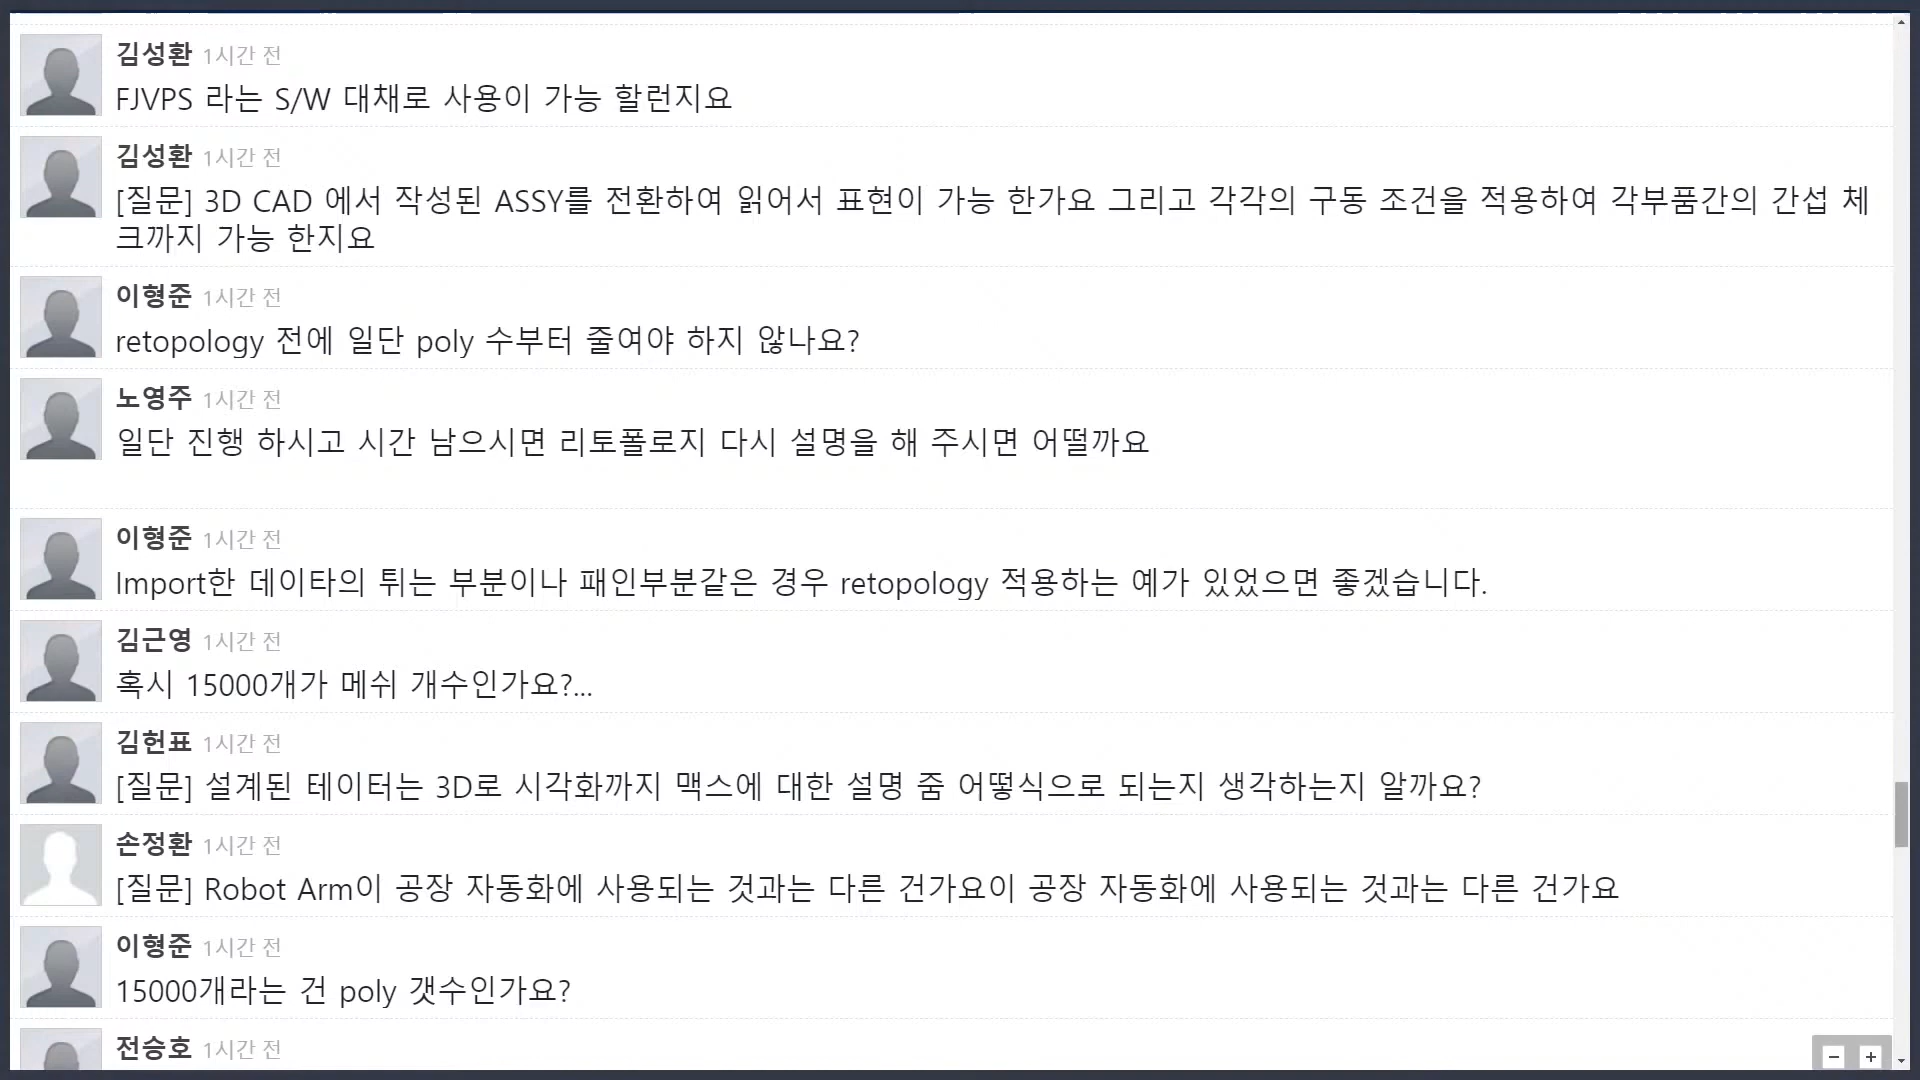 김성환 1시간 전
FJVPS 라는 S/W 대채로 사용이 가능 할런지요
김성환 1시간 전
[질문] 3D CAD 에서 작성된 ASSY를 전환하여 읽어서 표현이 가능 한가요 그리고 각각의 구동 조건을 적용하여 각부품간의 간섭 체
크까지 가능 한지요
이형준 1시간 전
retopology 전에 일단 poly 수부터 줄여야 하지 않나요?
노영주 1시간 전
일단 진행 하시고 시간 남으시면 리토폴로지 다시 설명을 해 주시면 어떨까요
이형준 1시간 전
Import한 데이타의 튀는 부분이나 패인부분같은 경우 retopology 적용하는 예가 있었으면 좋겠습니다.
김근영 1시간 전
혹시 15000개가 메쉬 개수인가요?...
김헌표 1시간 전
[질문] 설계된 테이터는 3D로 시각화까지 맥스에 대한 설명 줌 어떻식으로 되는지 생각하는지 알까요?
손정환 1시간 전
[질문] Robot Arm이 공장 자동화에 사용되는 것과는 다른 건가요이 공장 자동화에 사용되는 것과는 다른 건가요
이형준 1시간 전
15000개라는 건 poly 갯수인가요?
전승호 1시간 전